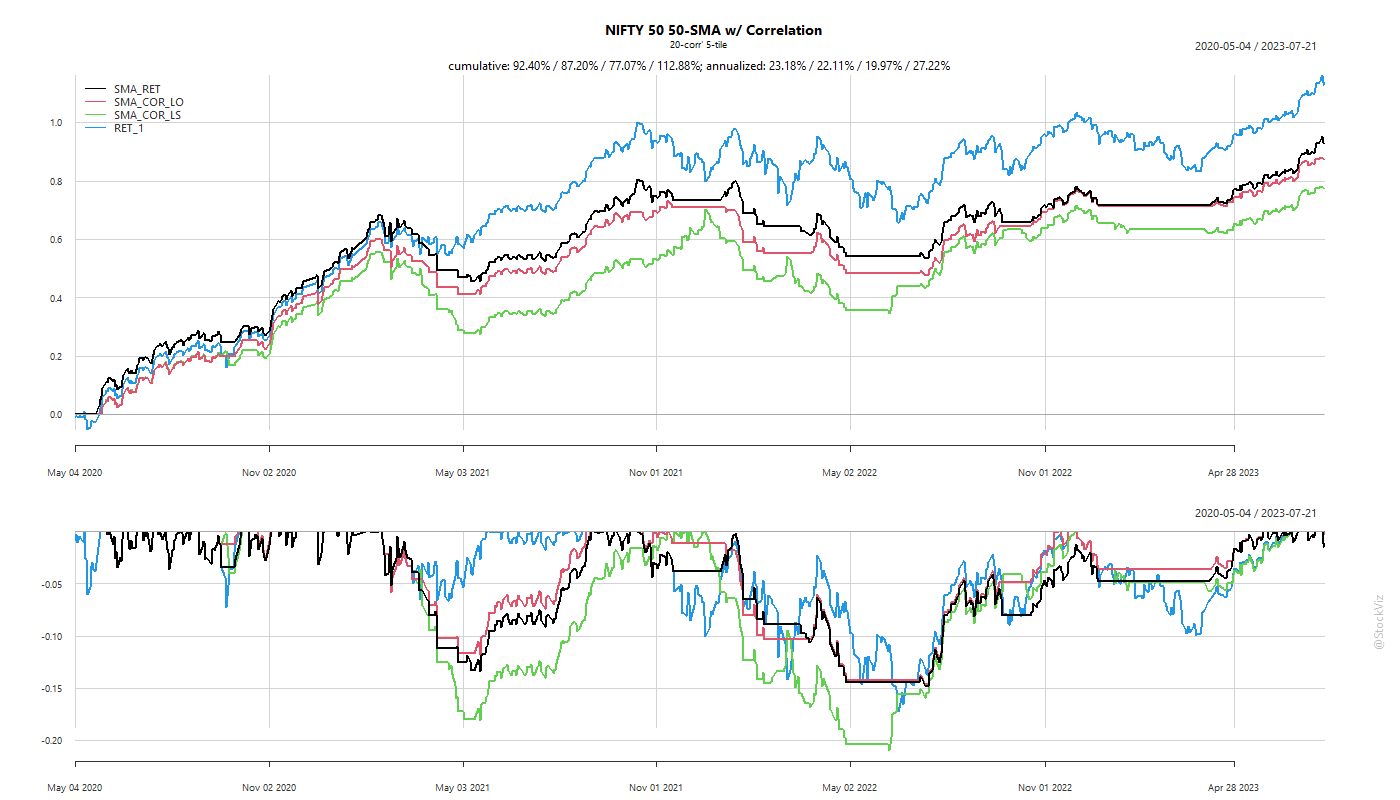 NIFTY 50 50-SMA w/ Correlation
20-corr' 5-tile
2020-05-04 / 2023-07-21
cumulative: 92.40% / 87.20% / 77.07% / 112.88%; annualized: 23.18% / 22.11% / 19.97% / 27.22%
SMA_RET
SMA_COR_LO
SMA_COR_LS
RET_1
1.0
0.8
0.6
0.4
0.2
0.0
May 04 2020 Nov 02 2020 May 03 2021 Nov 01 2021 May 02 2022 Nov 01 2022 Apr 28 2023
2020-05-04 / 2023-07-21
-0.05
-0.10
-0.15
-0.20
May 04 2020 Nov 02 2020 May 03 2021 Nov 01 2021 May 02 2022 Nov 01 2022 Apr 28 2023
@StockViz